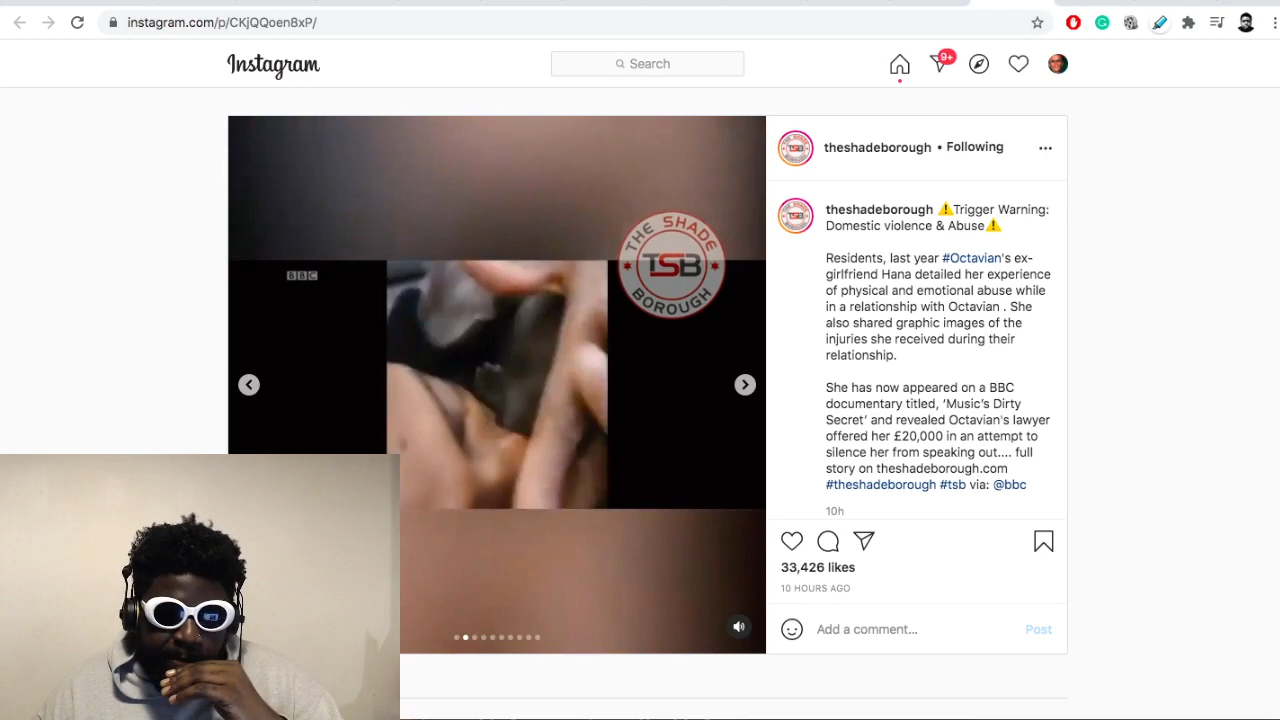 instagram.com/p/CKjQQoen8xP/
Instagram
Search
9+
theshadeborough • Following
THE SHADE
TSB
BOROUGH
BBC
theshadeborough ⚠️Trigger Warning:
Domestic violence & Abuse⚠️
Residents, last year #Octavian's ex-
girlfriend Hana detailed her experience
of physical and emotional abuse while
in a relationship with Octavian . She
also shared graphic images of the
injuries she received during their
relationship.
She has now appeared on a BBC
documentary titled, ‘Music’s Dirty
Secret’ and revealed Octavian's lawyer
offered her £20,000 in an attempt to
silence her from speaking out.... full
story on theshadeborough.com
#theshadeborough #tsb via: @bbc
10h
33,426 likes
10 HOURS AGO
Add a comment...
Post